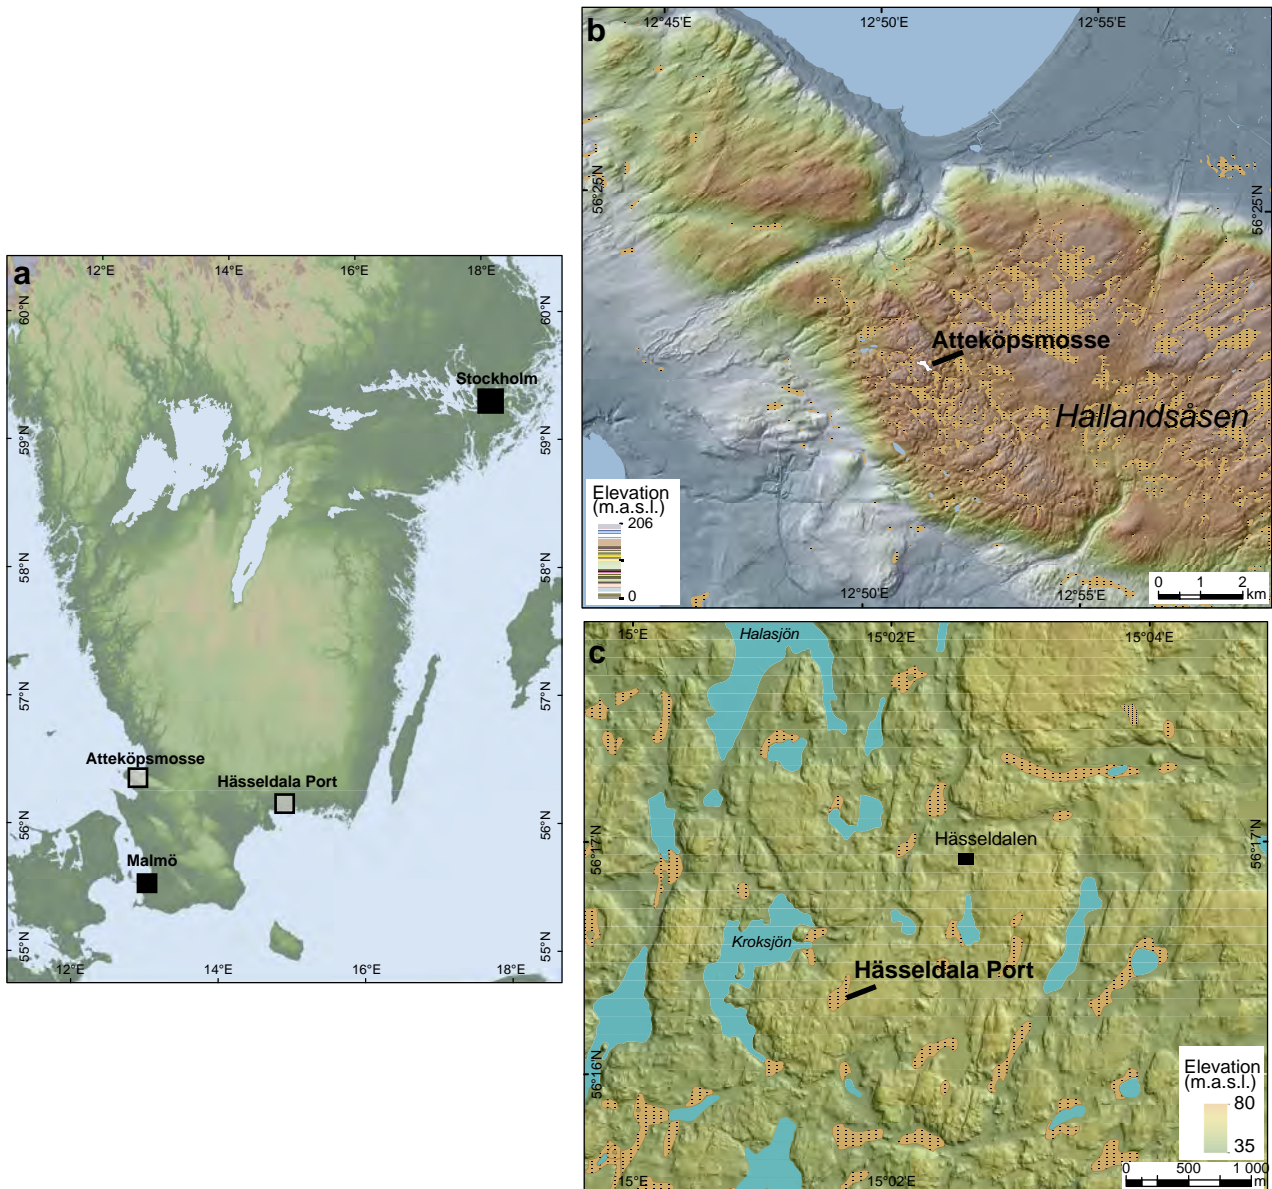 a
12°E
14°E
16°E
18°E
60°N
60°N
Stockholm
59°N
59°N
58°N
58°N
57°N
57°N
Atteköpsmosse
Hässeldala Port
56°N
56°N
Malmö
55°N
55°N
12°E
14°E
16°E
18°E
b
12°45'E
12°50'E
12°55'E
56°25'N
56°25'N
Atteköpsmosse
Hallandsåsen
Elevation
(m.a.s.l.)
206
0
12°50'E
12°55'E
0 1 2
km
c
15°E
Halasjön
15°02'E
15°04'E
Hässeldalen
56°17'N
56°17'N
Kroksjön
Hässeldala Port
56°16'N
Elevation
(m.a.s.l.)
80
35
0 500 1 000
m
15°E
15°02'E